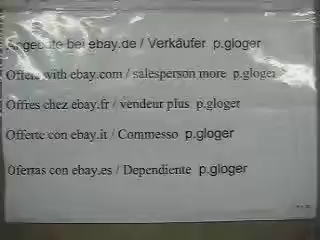 Angebote bei ebay.de / Verkäufer p.gloger
Offers with ebay.com / salesperson more p.gloger
Offres chez ebay.fr / vendeur plus p.gloger
Offerte con ebay.it / Commesso p.gloger
Ofertas con ebay.es / Dependiente p.gloger